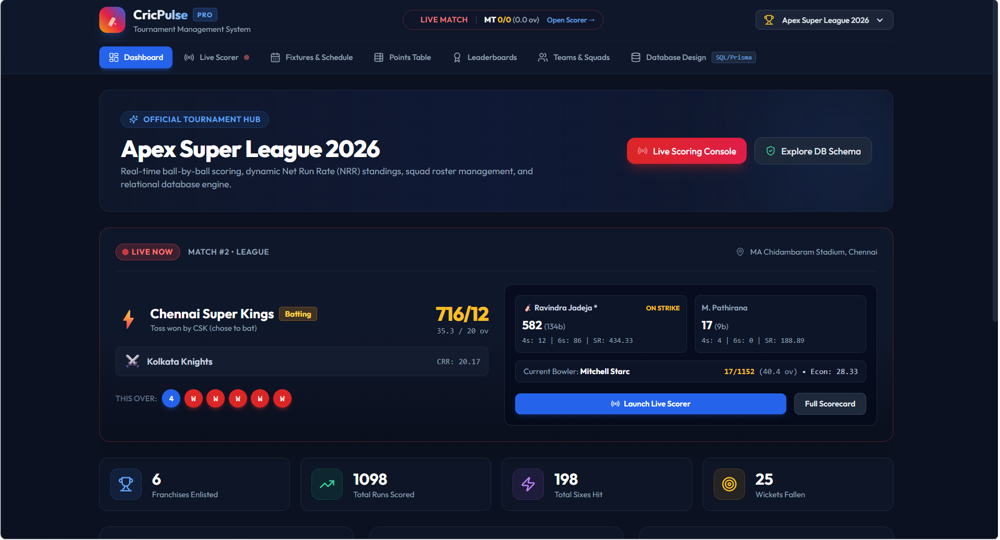 CricPulse PRO
Tournament Management System
LIVE MATCH MT 0/0 (0.0 ov) Open Scorer →
Apex Super League 2026
Dashboard Live Scorer Fixtures & Schedule Points Table Leaderboards Teams & Squads Database Design SQL/Prisma
OFFICIAL TOURNAMENT HUB
Apex Super League 2026
Real-time ball-by-ball scoring, dynamic Net Run Rate (NRR) standings, squad roster management, and
relational database engine.
Live Scoring Console Explore DB Schema
LIVE NOW MATCH #2 • LEAGUE
MA Chidambaram Stadium, Chennai
Chennai Super Kings Batting
Toss won by CSK (chose to bat)
716/12
35.3 / 20 ov
Kolkata Knights CRR: 20.17
THIS OVER: 4 W W W W W
Ravindra Jadeja * ON STRIKE
582 (134b)
4s: 12 | 6s: 86 | SR: 434.33
M. Pathirana
17 (9b)
4s: 4 | 6s: 0 | SR: 188.89
Current Bowler: Mitchell Starc 17/1152 (40.4 ov) • Econ: 28.33
Launch Live Scorer Full Scorecard
6
Franchises Enlisted
1098
Total Runs Scored
198
Total Sixes Hit
25
Wickets Fallen